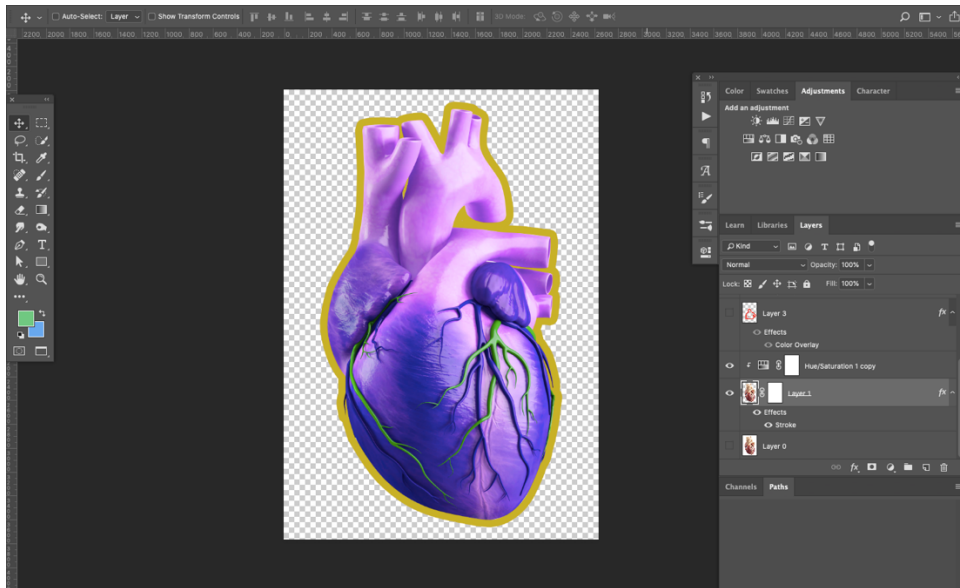 Auto-Select: Layer Show Transform Controls 3D Mode:
2200 2000 1800 1600 1400 1200 1000 800 600 400 200 0 200 400 600 800 1000 1200 1400 1600 1800 2000 2200 2400 2600 2800 3000 3200 3400 3600 3800 4000 4200 4400 4600 4800 5000 5200 5400
Color Swatches Adjustments Character
Add an adjustment
Learn Libraries Layers
Kind
Normal Opacity: 100%
Lock: Fill: 100%
Layer 3 fx
Effects
Color Overlay
Hue/Saturation 1 copy
Layer 1 fx
Effects
Stroke
Layer 0
fx
Channels Paths